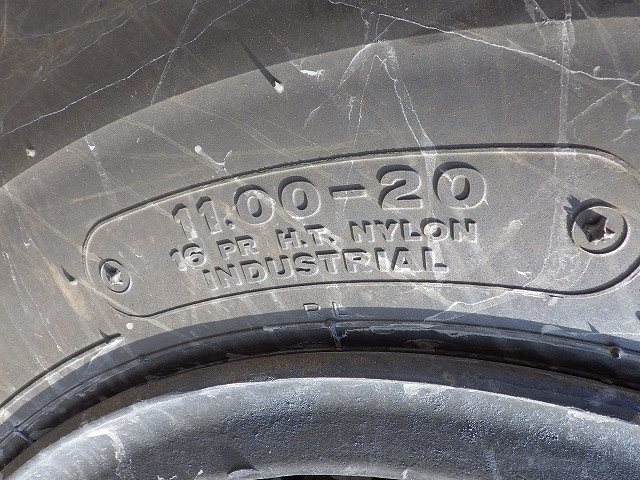 11.00-20
16 PR H.T. NYLON
INDUSTRIAL